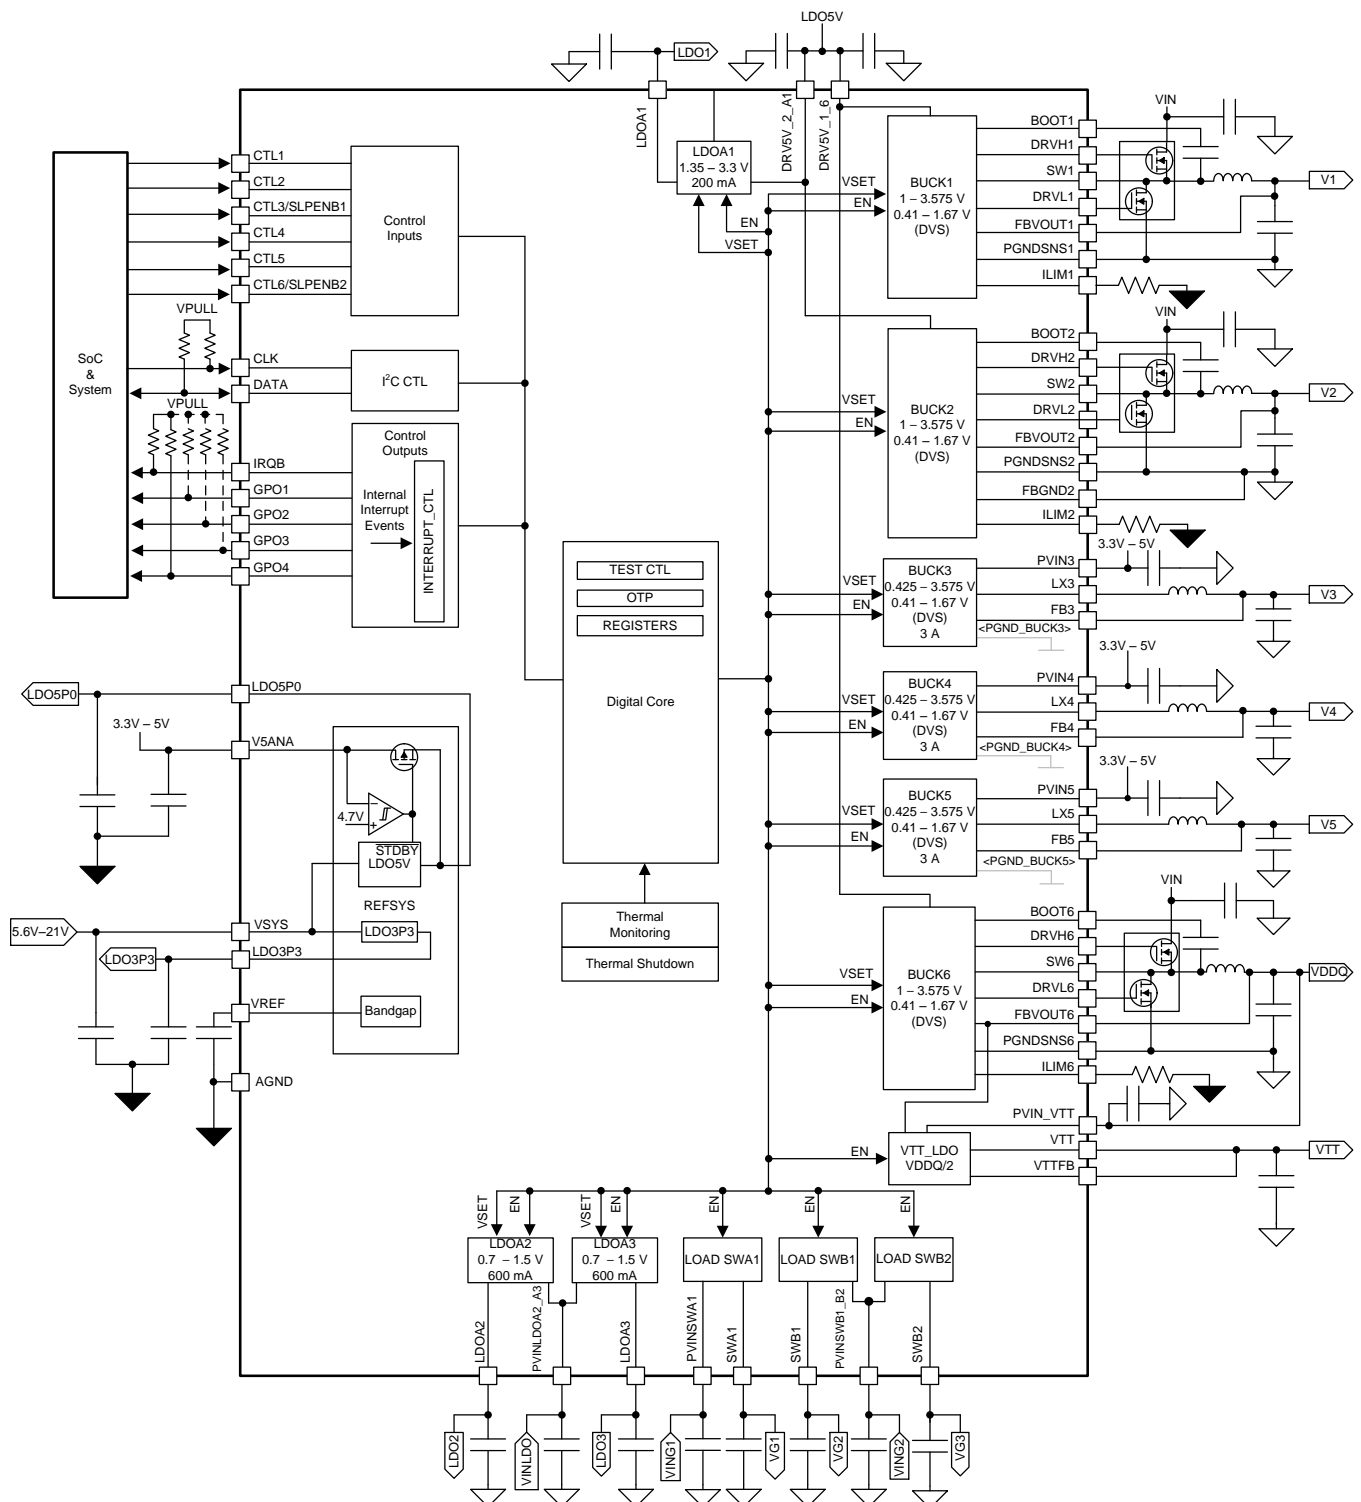 LDO5V
LDO1
LDOA1
DRV5V_2_A1
DRV5V_1_6
LDOA1
1.35 – 3.3 V
200 mA
EN
VSET
SoC
&
System
CTL1
CTL2
CTL3/SLPENB1
CTL4
CTL5
CTL6/SLPENB2
Control
Inputs
VPULL
CLK
DATA
I²C CTL
VPULL
IRQB
GPO1
GPO2
GPO3
GPO4
Control
Outputs
Internal
Interrupt
Events
INTERRUPT_CTL
TEST CTL
OTP
REGISTERS
Digital Core
Thermal
Monitoring
Thermal Shutdown
LDO5P0
LDO5P0
3.3V – 5V
V5ANA
4.7V
STDBY
LDO5V
REFSYS
5.6V–21V
VSYS
LDO3P3
LDO3P3
LDO3P3
VREF
Bandgap
AGND
VSET
EN
BUCK1
1 – 3.575 V
0.41 – 1.67 V
(DVS)
BOOT1
DRVH1
SW1
DRVL1
FBVOUT1
PGNDSNS1
ILIM1
VIN
V1
VSET
EN
BUCK2
1 – 3.575 V
0.41 – 1.67 V
(DVS)
BOOT2
DRVH2
SW2
DRVL2
FBVOUT2
PGNDSNS2
FBGND2
ILIM2
VIN
V2
VSET
EN
BUCK3
0.425 – 3.575 V
0.41 – 1.67 V
(DVS)
3 A
PVIN3
LX3
FB3
<PGND_BUCK3>
3.3V – 5V
V3
VSET
EN
BUCK4
0.425 – 3.575 V
0.41 – 1.67 V
(DVS)
3 A
PVIN4
LX4
FB4
<PGND_BUCK4>
3.3V – 5V
V4
VSET
EN
BUCK5
0.425 – 3.575 V
0.41 – 1.67 V
(DVS)
3 A
PVIN5
LX5
FB5
<PGND_BUCK5>
3.3V – 5V
V5
VSET
EN
BUCK6
1 – 3.575 V
0.41 – 1.67 V
(DVS)
BOOT6
DRVH6
SW6
DRVL6
FBVOUT6
PGNDSNS6
ILIM6
VIN
VDDQ
EN
VTT_LDO
VDDQ/2
PVIN_VTT
VTT
VTTFB
VTT
VSET
EN
VSET
EN
EN
EN
EN
LDOA2
0.7 – 1.5 V
600 mA
LDOA3
0.7 – 1.5 V
600 mA
LOAD SWA1
LOAD SWB1
LOAD SWB2
LDOA2
PVINLDOA2_A3
LDOA3
PVINSWA1
SWA1
SWB1
PVINSWB1_B2
SWB2
LDO2
VINLDO
LDO3
VING1
VG1
VG2
VING2
VG3